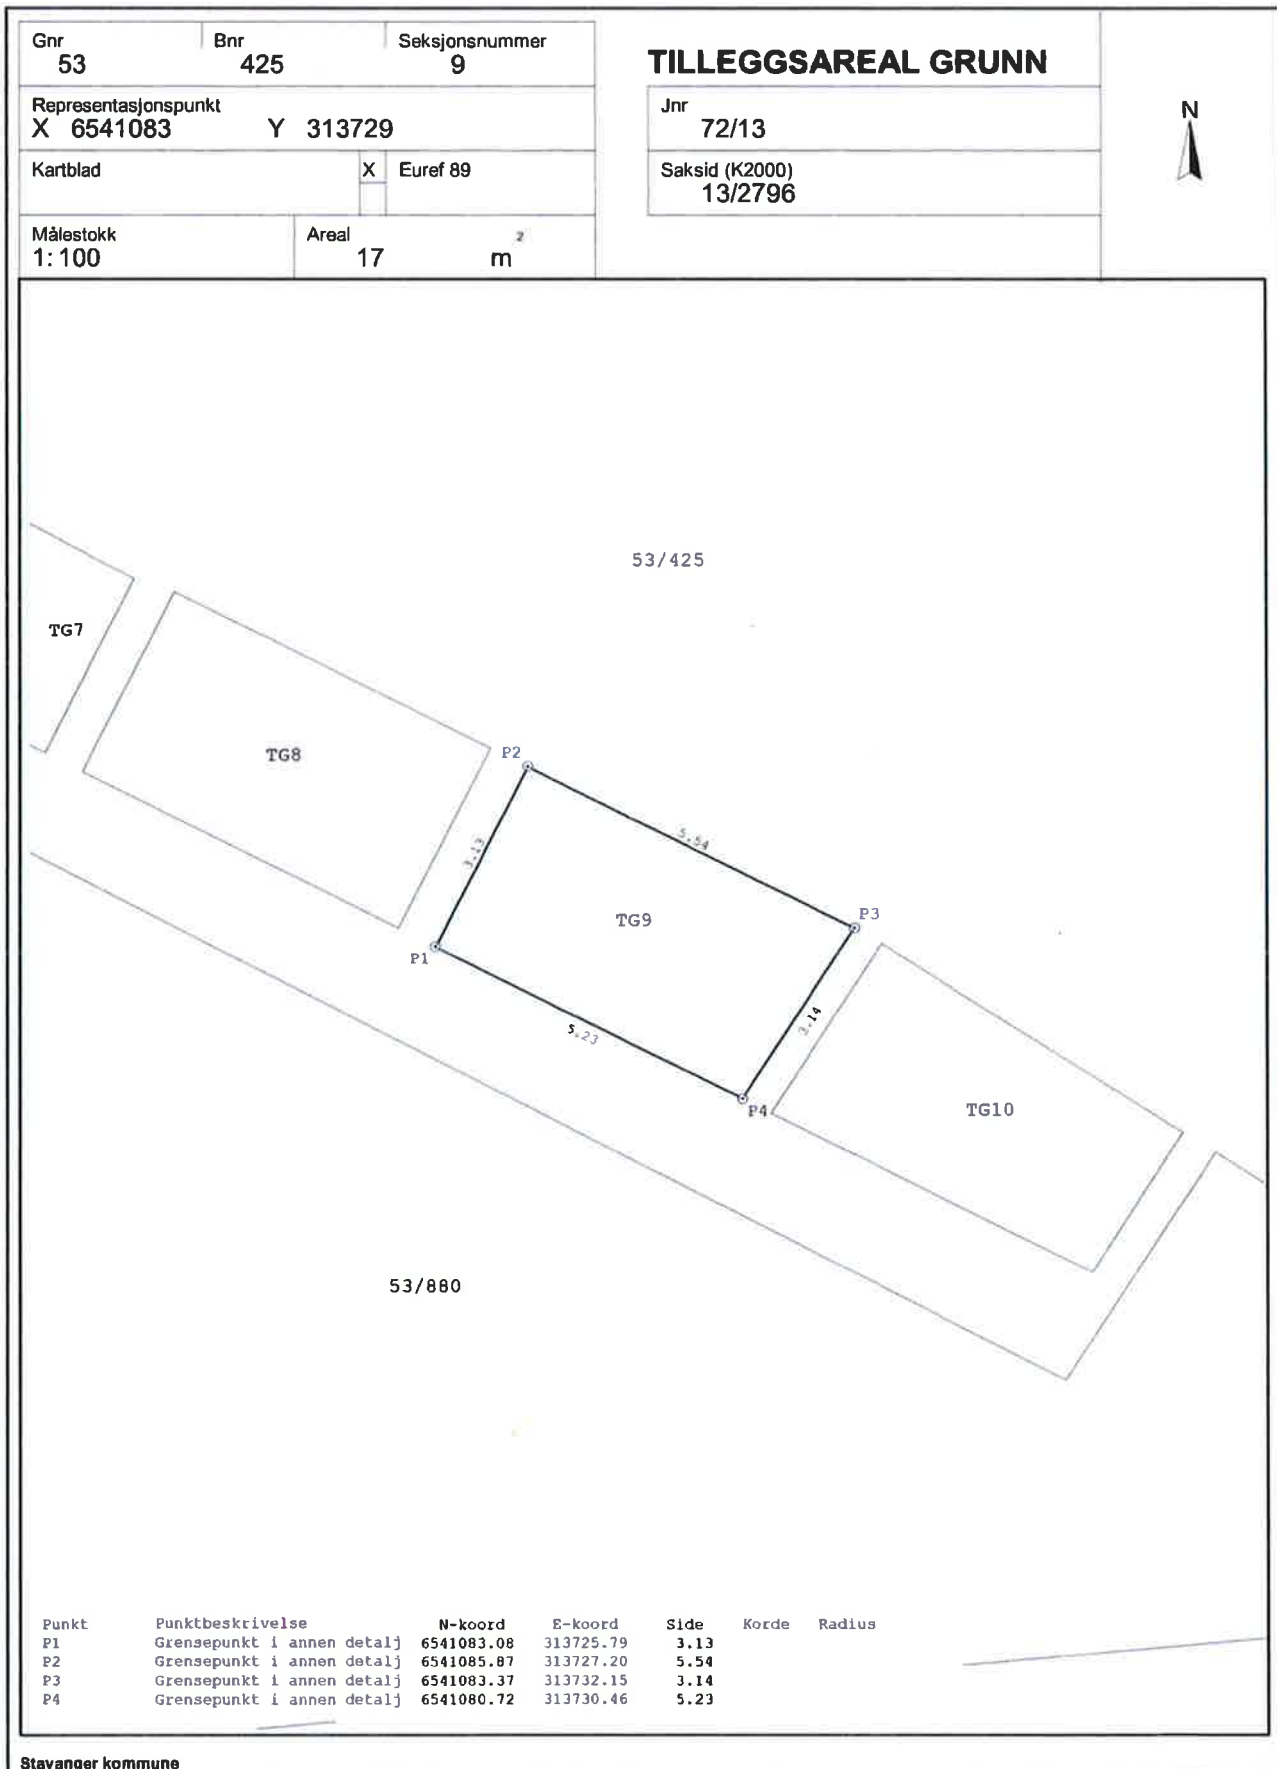 Gnr Bnr Seksjonsnummer
53 425 9
TILLEGGSAREAL GRUNN
Representasjonspunkt
X 6541083 Y 313729
Jnr
72/13
N
Kartblad X Euref 89
Saksid (K2000)
13/2796
Målestokk Areal
1:100 17 m²
53/425
TG7
TG8
P2
5.54
3.13
TG9
P3
P1
5.23
3.14
P4
TG10
53/880
Punkt Punktbeskrivelse N-koord E-koord Side Korde Radius
P1 Grensepunkt i annen detalj 6541083.08 313725.79 3.13
P2 Grensepunkt i annen detalj 6541085.87 313727.20 5.54
P3 Grensepunkt i annen detalj 6541083.37 313732.15 3.14
P4 Grensepunkt i annen detalj 6541080.72 313730.46 5.23
Stavanger kommune